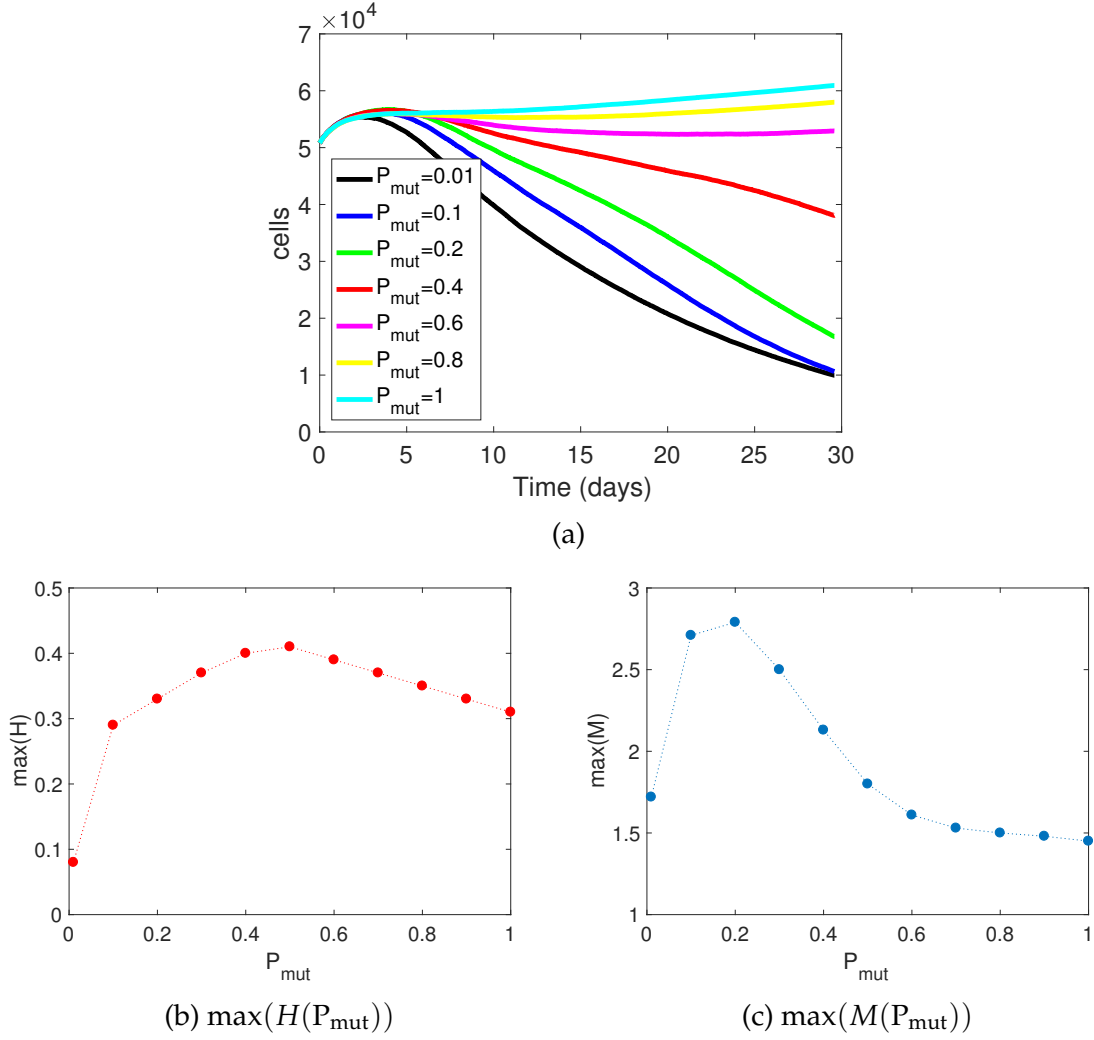 ×10⁴
7
6
5
4
3
2
1
0
cells
P_mut=0.01
P_mut=0.1
P_mut=0.2
P_mut=0.4
P_mut=0.6
P_mut=0.8
P_mut=1
0 5 10 15 20 25 30
Time (days)
(a)
0.5
0.4
0.3
0.2
0.1
0
max(H)
0 0.2 0.4 0.6 0.8 1
P_mut
(b) max(H(P_mut))
3
2.5
2
1.5
1
max(M)
0 0.2 0.4 0.6 0.8 1
P_mut
(c) max(M(P_mut))